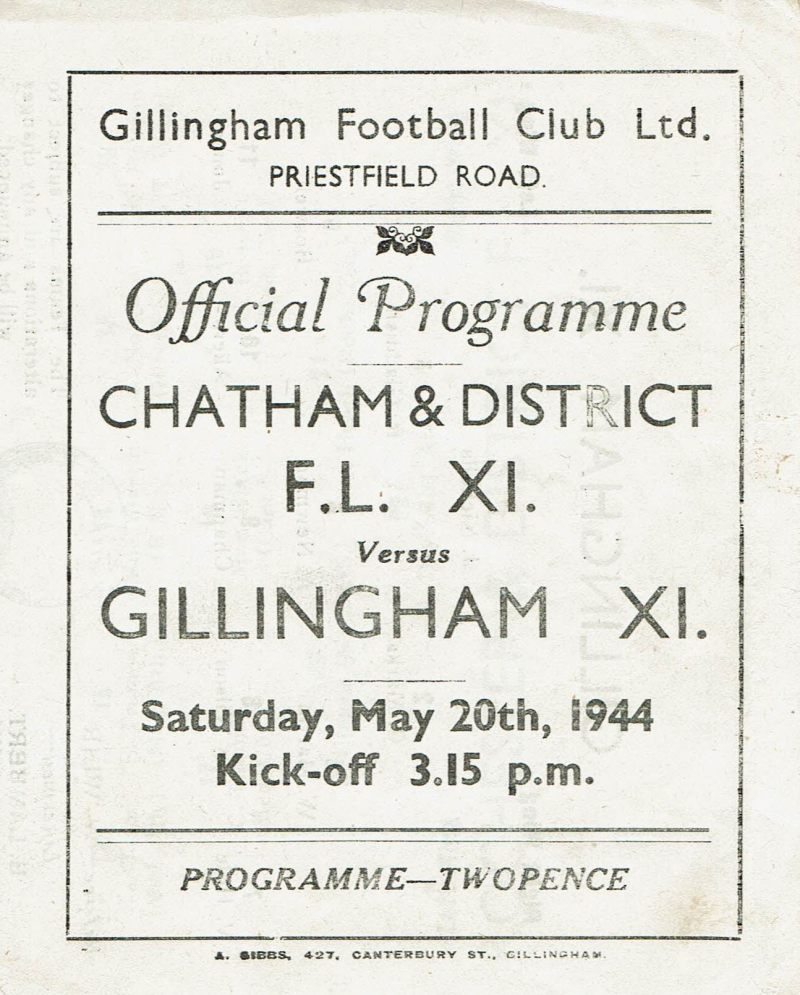 Gillingham Football Club Ltd.
PRIESTFIELD ROAD.
Official Programme
CHATHAM & DISTRICT
F.L. XI.
Versus
GILLINGHAM XI.
Saturday, May 20th, 1944
Kick-off 3.15 p.m.
PROGRAMME—TWOPENCE
A. GIBBS, 427, CANTERBURY ST., GILLINGHAM.